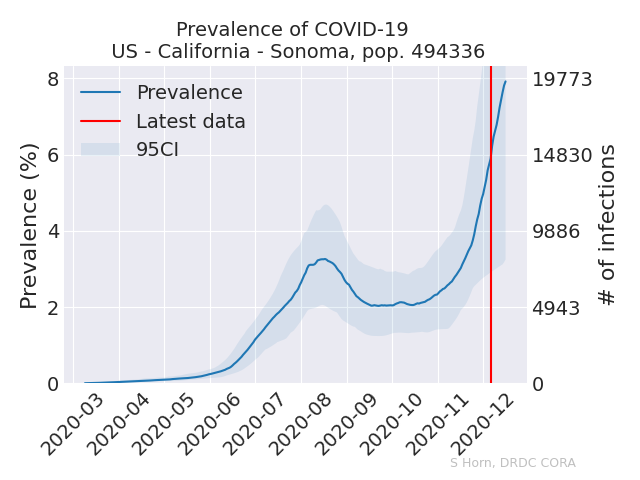 Prevalence of COVID-19
US - California - Sonoma, pop. 494336
Prevalence
Latest data
95CI
Prevalence (%)
8
6
4
2
0
19773
14830
9886
4943
0
# of infections
2020-03
2020-04
2020-05
2020-06
2020-07
2020-08
2020-09
2020-10
2020-11
2020-12
S Horn, DRDC CORA